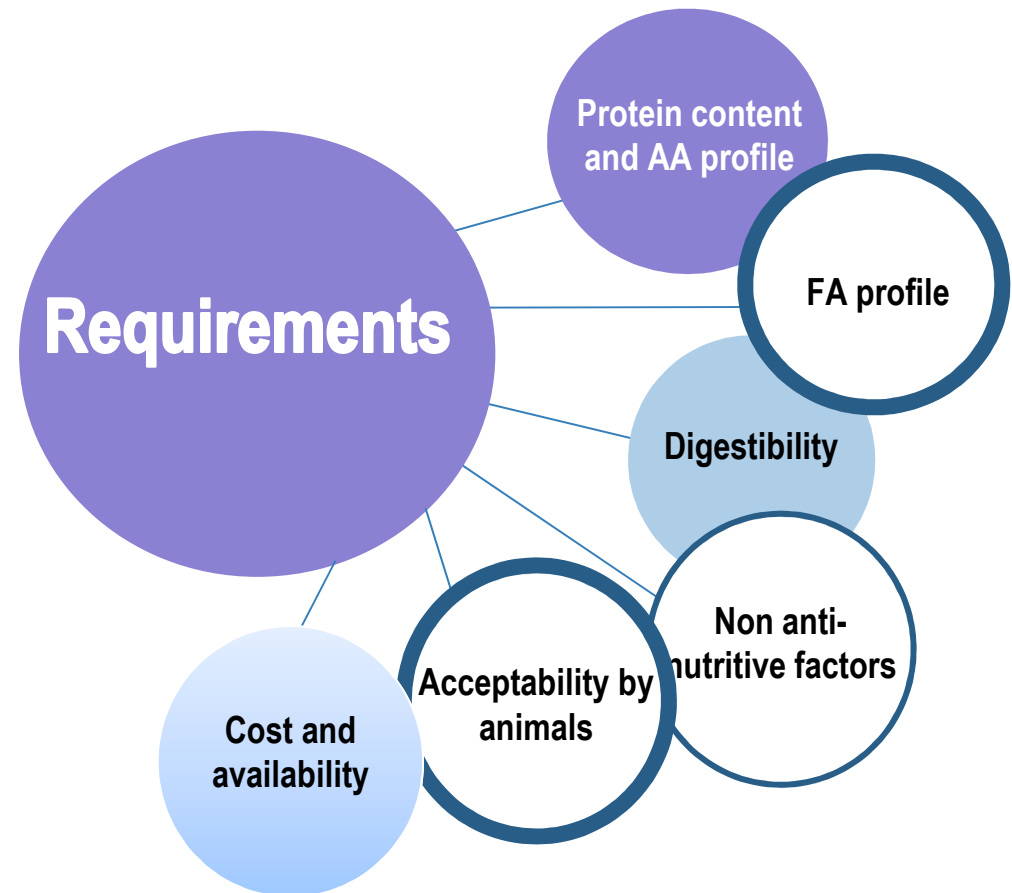 Requirements
Protein content
and AA profile
FA profile
Digestibility
Non anti-
nutritive factors
Acceptability by
animals
Cost and
availability